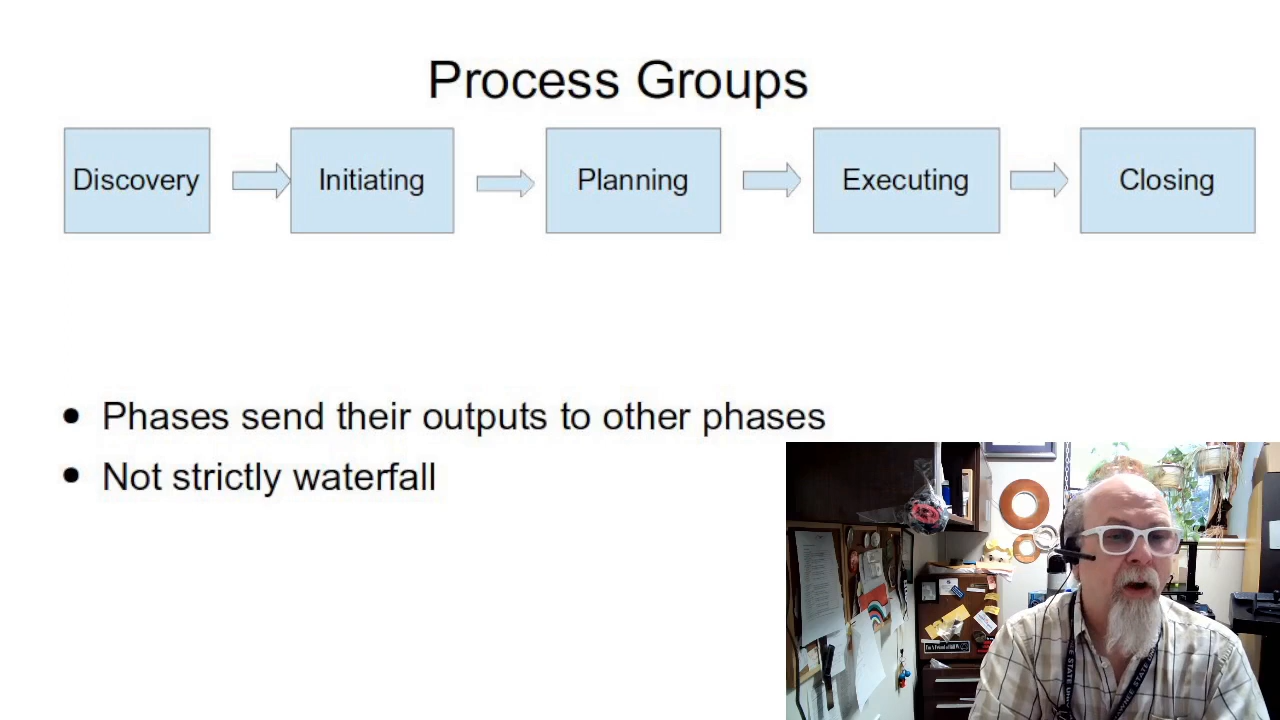 Process Groups
Discovery
Initiating
Planning
Executing
Closing
Phases send their outputs to other phases
Not strictly waterfall